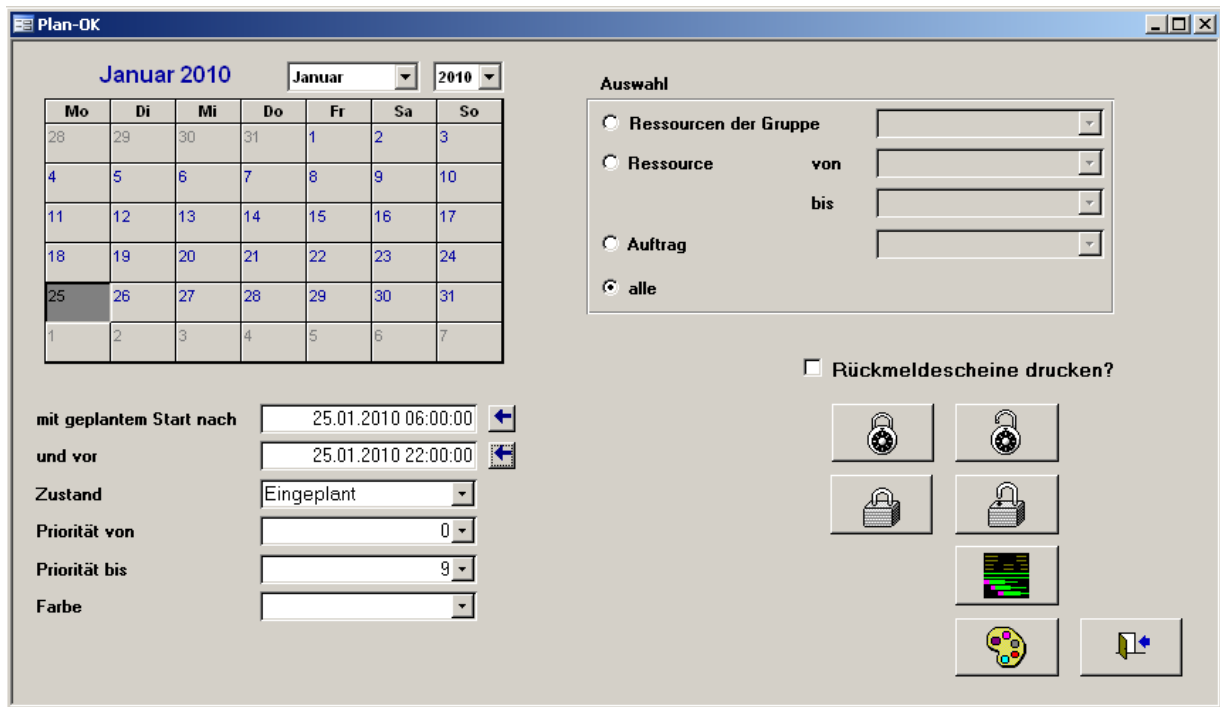 Plan-OK
Januar 2010 Januar 2010
Mo Di Mi Do Fr Sa So
28 29 30 31 1 2 3
4 5 6 7 8 9 10
11 12 13 14 15 16 17
18 19 20 21 22 23 24
25 26 27 28 29 30 31
1 2 3 4 5 6 7
mit geplantem Start nach 25.01.2010 06:00:00
und vor 25.01.2010 22:00:00
Zustand Eingeplant
Priorität von 0
Priorität bis 9
Farbe
Auswahl
Ressourcen der Gruppe
Ressource von
bis
Auftrag
alle
Rückmeldescheine drucken?